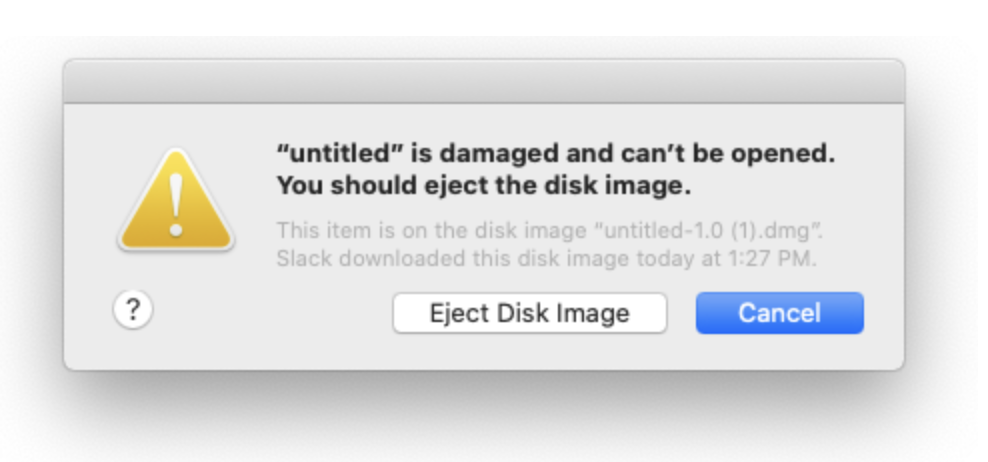 “untitled” is damaged and can’t be opened.
You should eject the disk image.
This item is on the disk image “untitled-1.0 (1).dmg”.
Slack downloaded this disk image today at 1:27 PM.
?
Eject Disk Image
Cancel